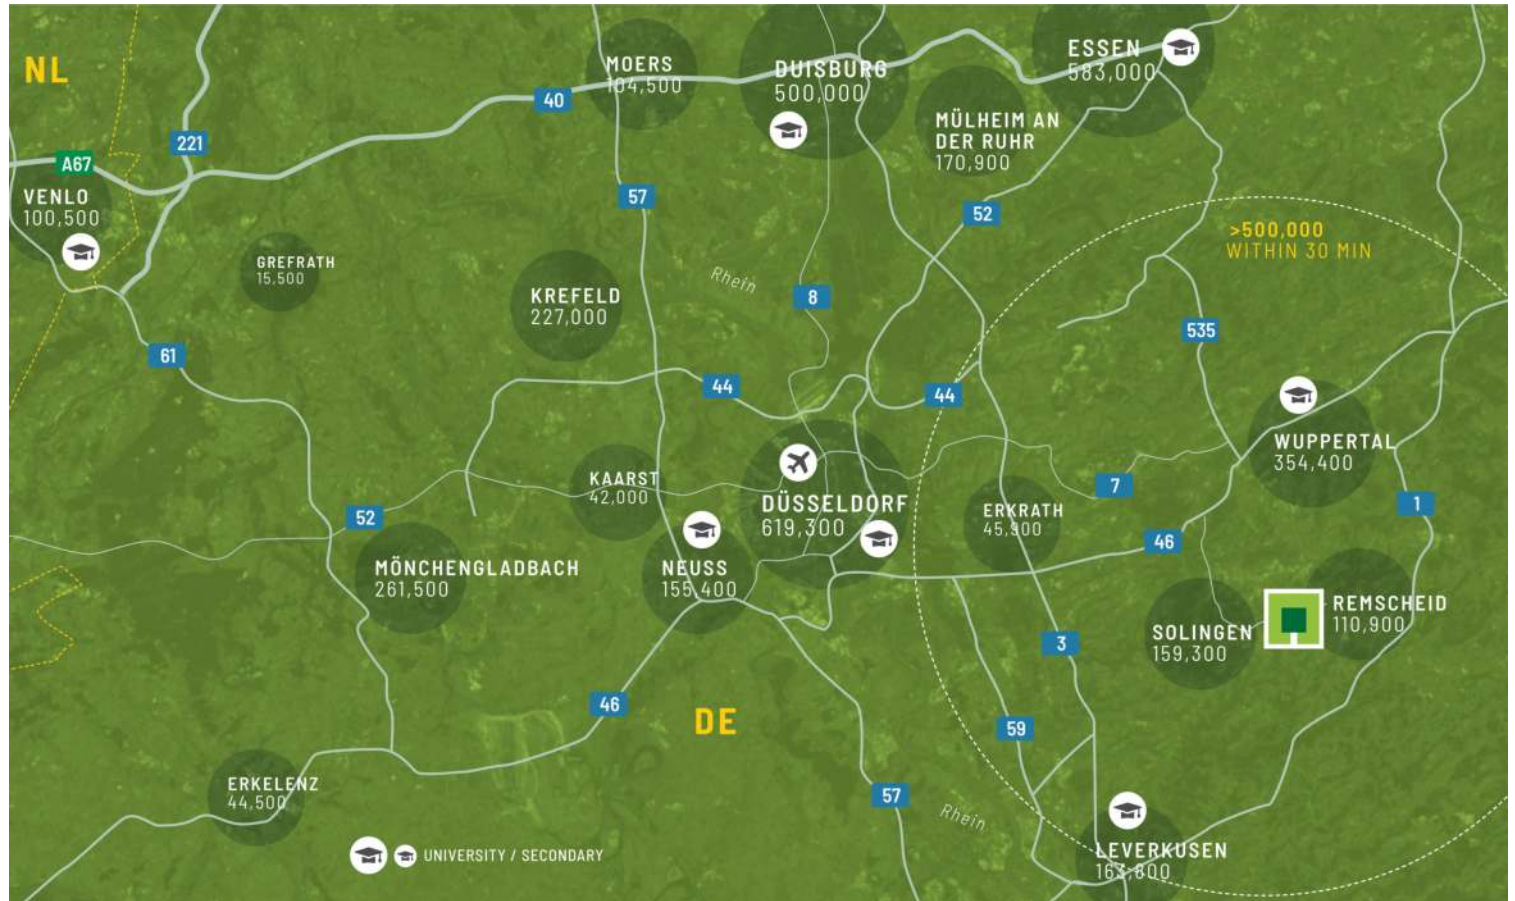 NL
MOERS
104,500
DUISBURG
500,000
ESSEN
583,000
40
MÜLHEIM AN
DER RUHR
170,900
221
A67
VENLO
100,500
57
52
>500,000
WITHIN 30 MIN
GREFRATH
15,500
Rhein
KREFELD
227,000
8
535
61
44
44
WUPPERTAL
354,400
KAARST
42,000
7
DÜSSELDORF
619,300
ERKRATH
45,900
1
52
46
MÖNCHENGLADBACH
261,500
NEUSS
155,400
REMSCHEID
110,900
SOLINGEN
159,300
3
46
DE
59
ERKELENZ
44,500
57
Rhein
LEVERKUSEN
163,800
UNIVERSITY / SECONDARY